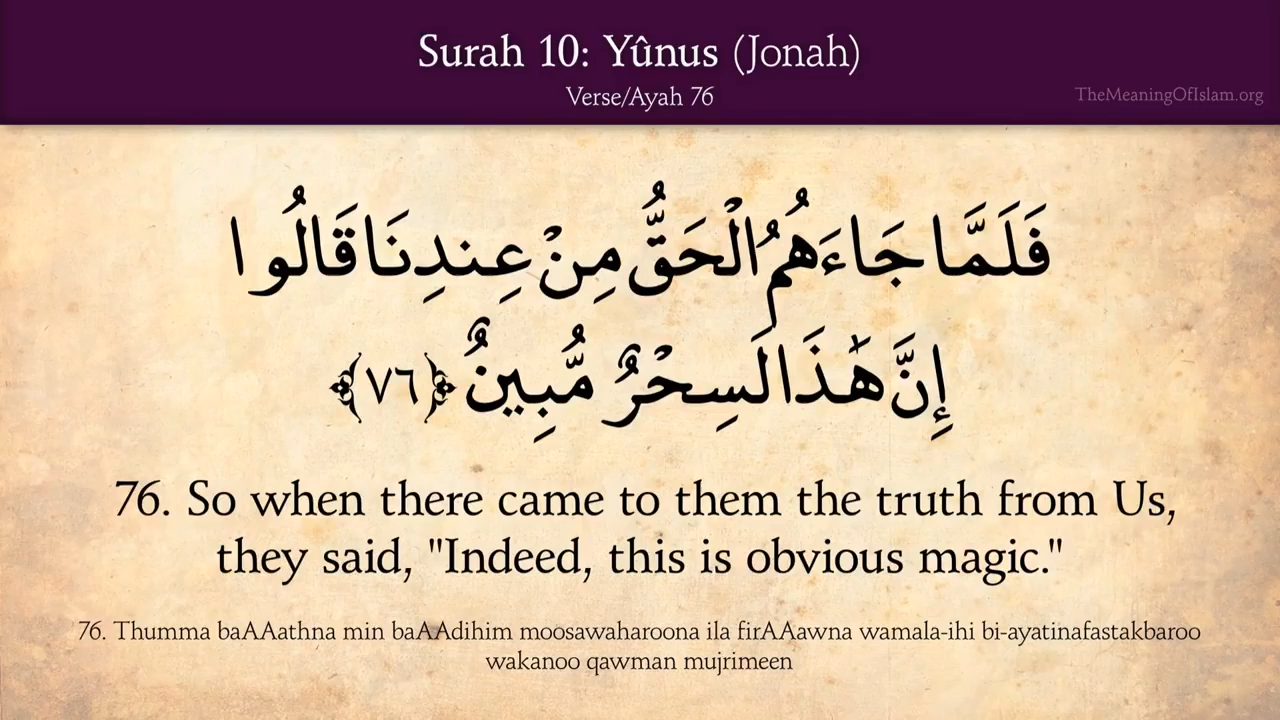 Surah 10: Yûnus (Jonah)
Verse/Ayah 76
TheMeaningOfIslam.org
فَلَمَّا جَاءَهُمُ الْحَقُّ مِنْ عِندِنَا قَالُوا
إِنَّ هَٰذَا لَسِحْرٌ مُّبِينٌ ﴿٧٦﴾
76. So when there came to them the truth from Us,
they said, "Indeed, this is obvious magic."
76. Thumma baAAathna min baAAdihim moosawaharoona ila firAAawna wamala-ihi bi-ayatinafastakbaroo
wakanoo qawman mujrimeen